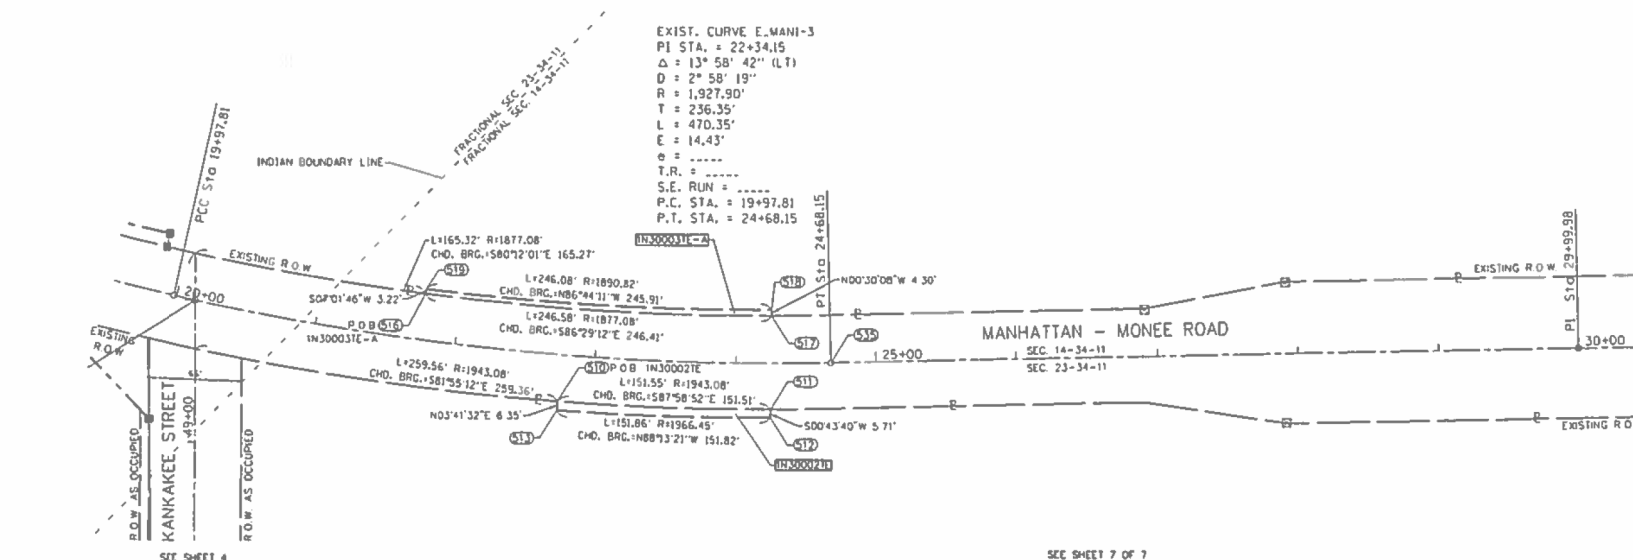 EXIST. CURVE E_MANI-3
PI STA. = 22+34.15
Δ = 13° 58' 42" (LT)
D = 2° 58' 19"
R = 1,927.90'
T = 236.35'
L = 470.35'
E = 14.43'
e = _____
T.R. = _____
S.E. RUN = _____
P.C. STA. = 19+97.81
P.T. STA. = 24+68.15
FRACTIONAL SEC. 23-34-11
FRACTIONAL SEC. 14-34-11
INDIAN BOUNDARY LINE
PCC Sta 19+97.81
EXISTING R.O.W.
L=165.32' R=1877.08'
CHD. BRG.=S80°12'01"E 165.27'
519
S07°01'46"W 3.22'
L=246.08' R=1890.82'
CHD. BRG.=N86°44'11"W 245.91'
1N30003TE-A
518
N00°30'08"W 4.30'
PT Sta 24+68.15
PI Sta 29+99.98
EXISTING R.O.W.
20+00
P O B 516
1N30003TE-A
L=246.58' R=1877.08'
CHD. BRG.=S86°29'12"E 246.41'
517
535
MANHATTAN - MONEE ROAD
25+00
SEC. 14-34-11
SEC. 23-34-11
30+00
EXISTING
R.O.W.
L=259.56' R=1943.08'
CHD. BRG.=S81°55'12"E 259.36'
510 P O B 1N30002TE
L=151.55' R=1943.08'
CHD. BRG.=S87°58'52"E 151.51'
511
N03°41'32"E 6.35'
513
L=151.86' R=1966.45'
CHD. BRG.=N88°13'21"W 151.82'
S00°43'40"W 5.71'
512
1N30002TE
EXISTING R.O
49+00
KANKAKEE STREET
R.O.W. AS OCCUPIED
R.O.W. AS OCCUPIED
SEE SHEET 4
SEE SHEET 7 OF 7